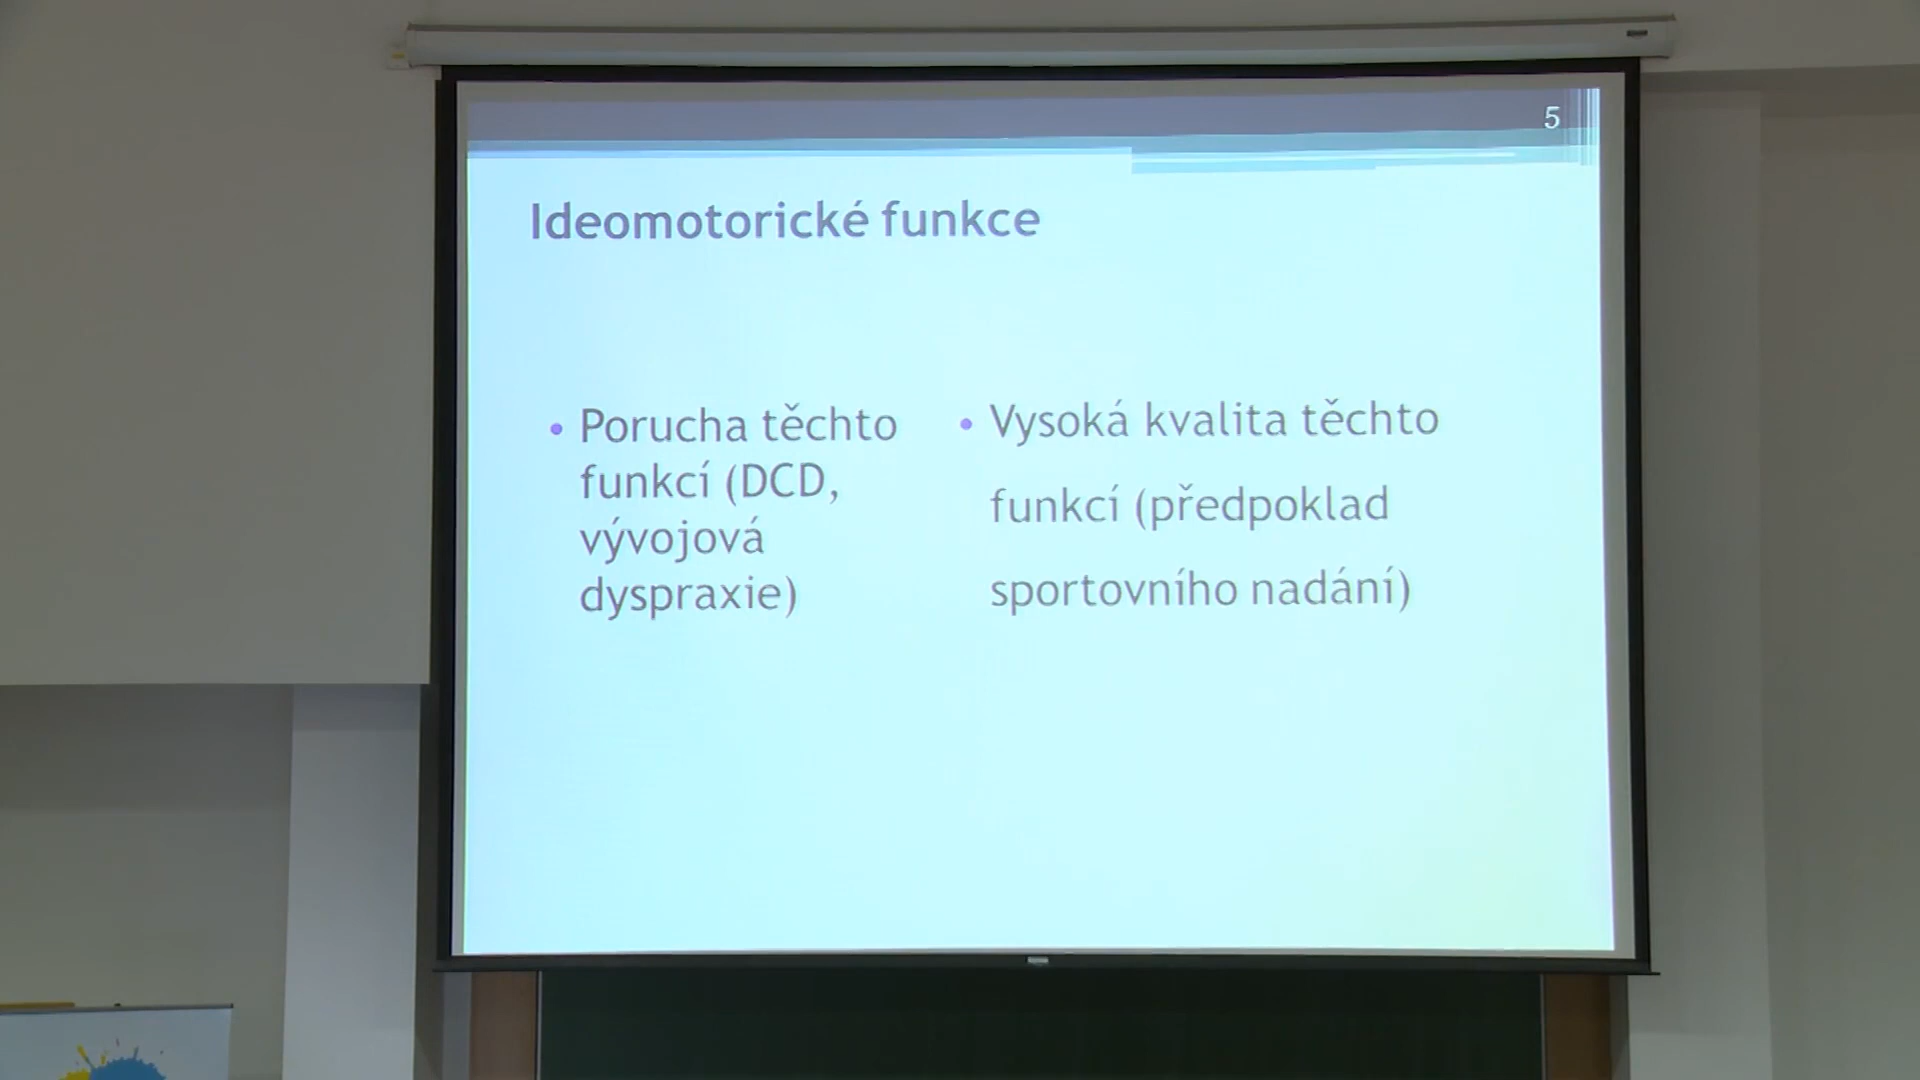 5
Ideomotorické funkce
• Porucha těchto
funkcí (DCD,
vývojová
dyspraxie)
• Vysoká kvalita těchto
funkcí (předpoklad
sportovního nadání)